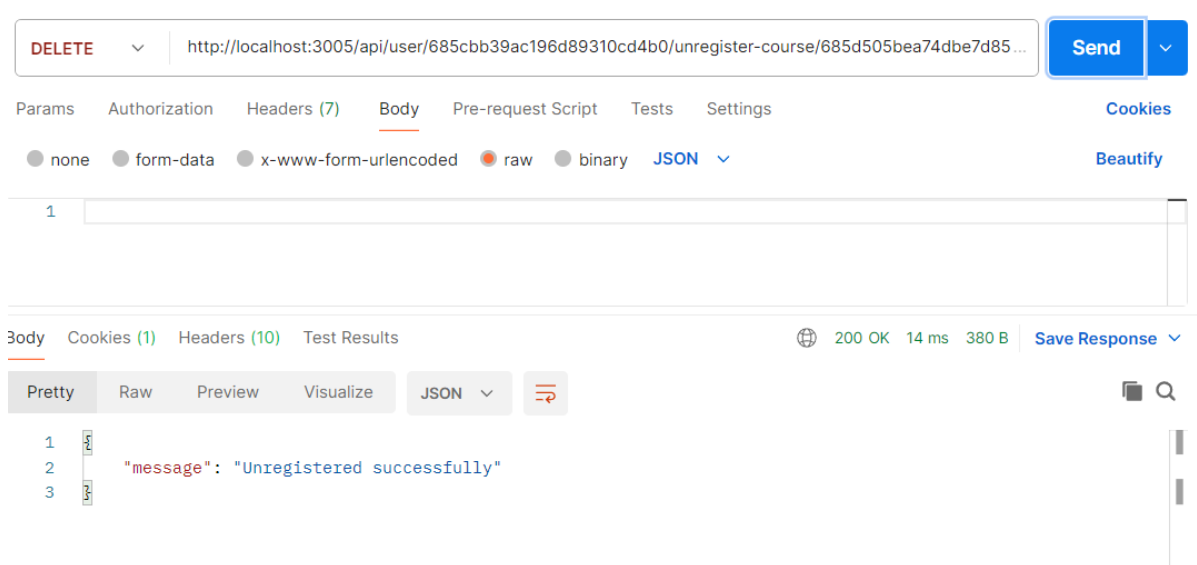 DELETE http://localhost:3005/api/user/685cbb39ac196d89310cd4b0/unregister-course/685d505bea74dbe7d85... Send
Params Authorization Headers (7) Body Pre-request Script Tests Settings Cookies
none form-data x-www-form-urlencoded raw binary JSON Beautify
1
Body Cookies (1) Headers (10) Test Results 200 OK 14 ms 380 B Save Response
Pretty Raw Preview Visualize JSON
1 {
2 "message": "Unregistered successfully"
3 }